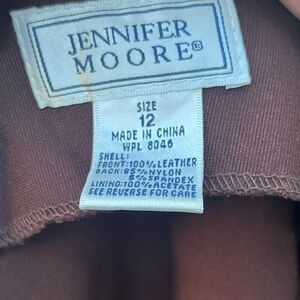 JENNIFER
MOORE®
SIZE
12
MADE IN CHINA
WPL 8046
SHELL:
FRONT:100%LEATHER
BACK:95%NYLON
5%SPANDEX
LINING:100%ACETATE
SEE REVERSE FOR CARE